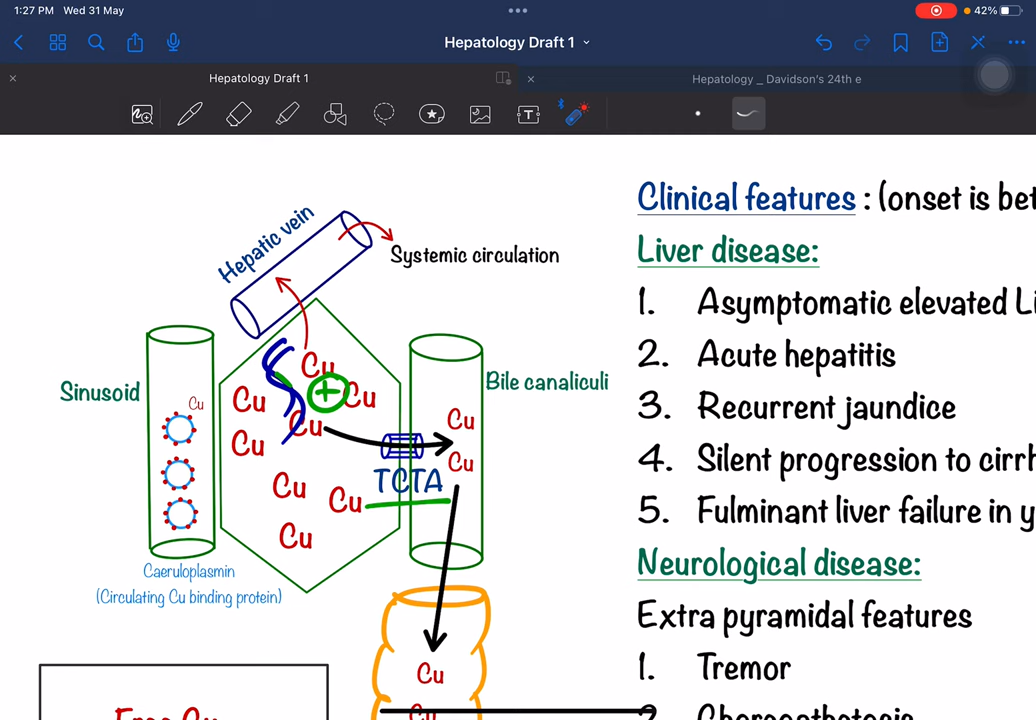 1:27 PM Wed 31 May
42%
Hepatology Draft 1
Hepatology Draft 1
Hepatology _ Davidson's 24th e
T
Hepatic vein
Systemic circulation
Sinusoid
Cu
Cu
Cu
Cu
Cu
Cu
Cu
Cu
Cu
TCTA
Bile canaliculi
Cu
Cu
Caeruloplasmin
(Circulating Cu binding protein)
Cu
Clinical features : (onset is bet
Liver disease:
1. Asymptomatic elevated Li
2. Acute hepatitis
3. Recurrent jaundice
4. Silent progression to cirrh
5. Fulminant liver failure in y
Neurological disease:
Extra pyramidal features
1. Tremor